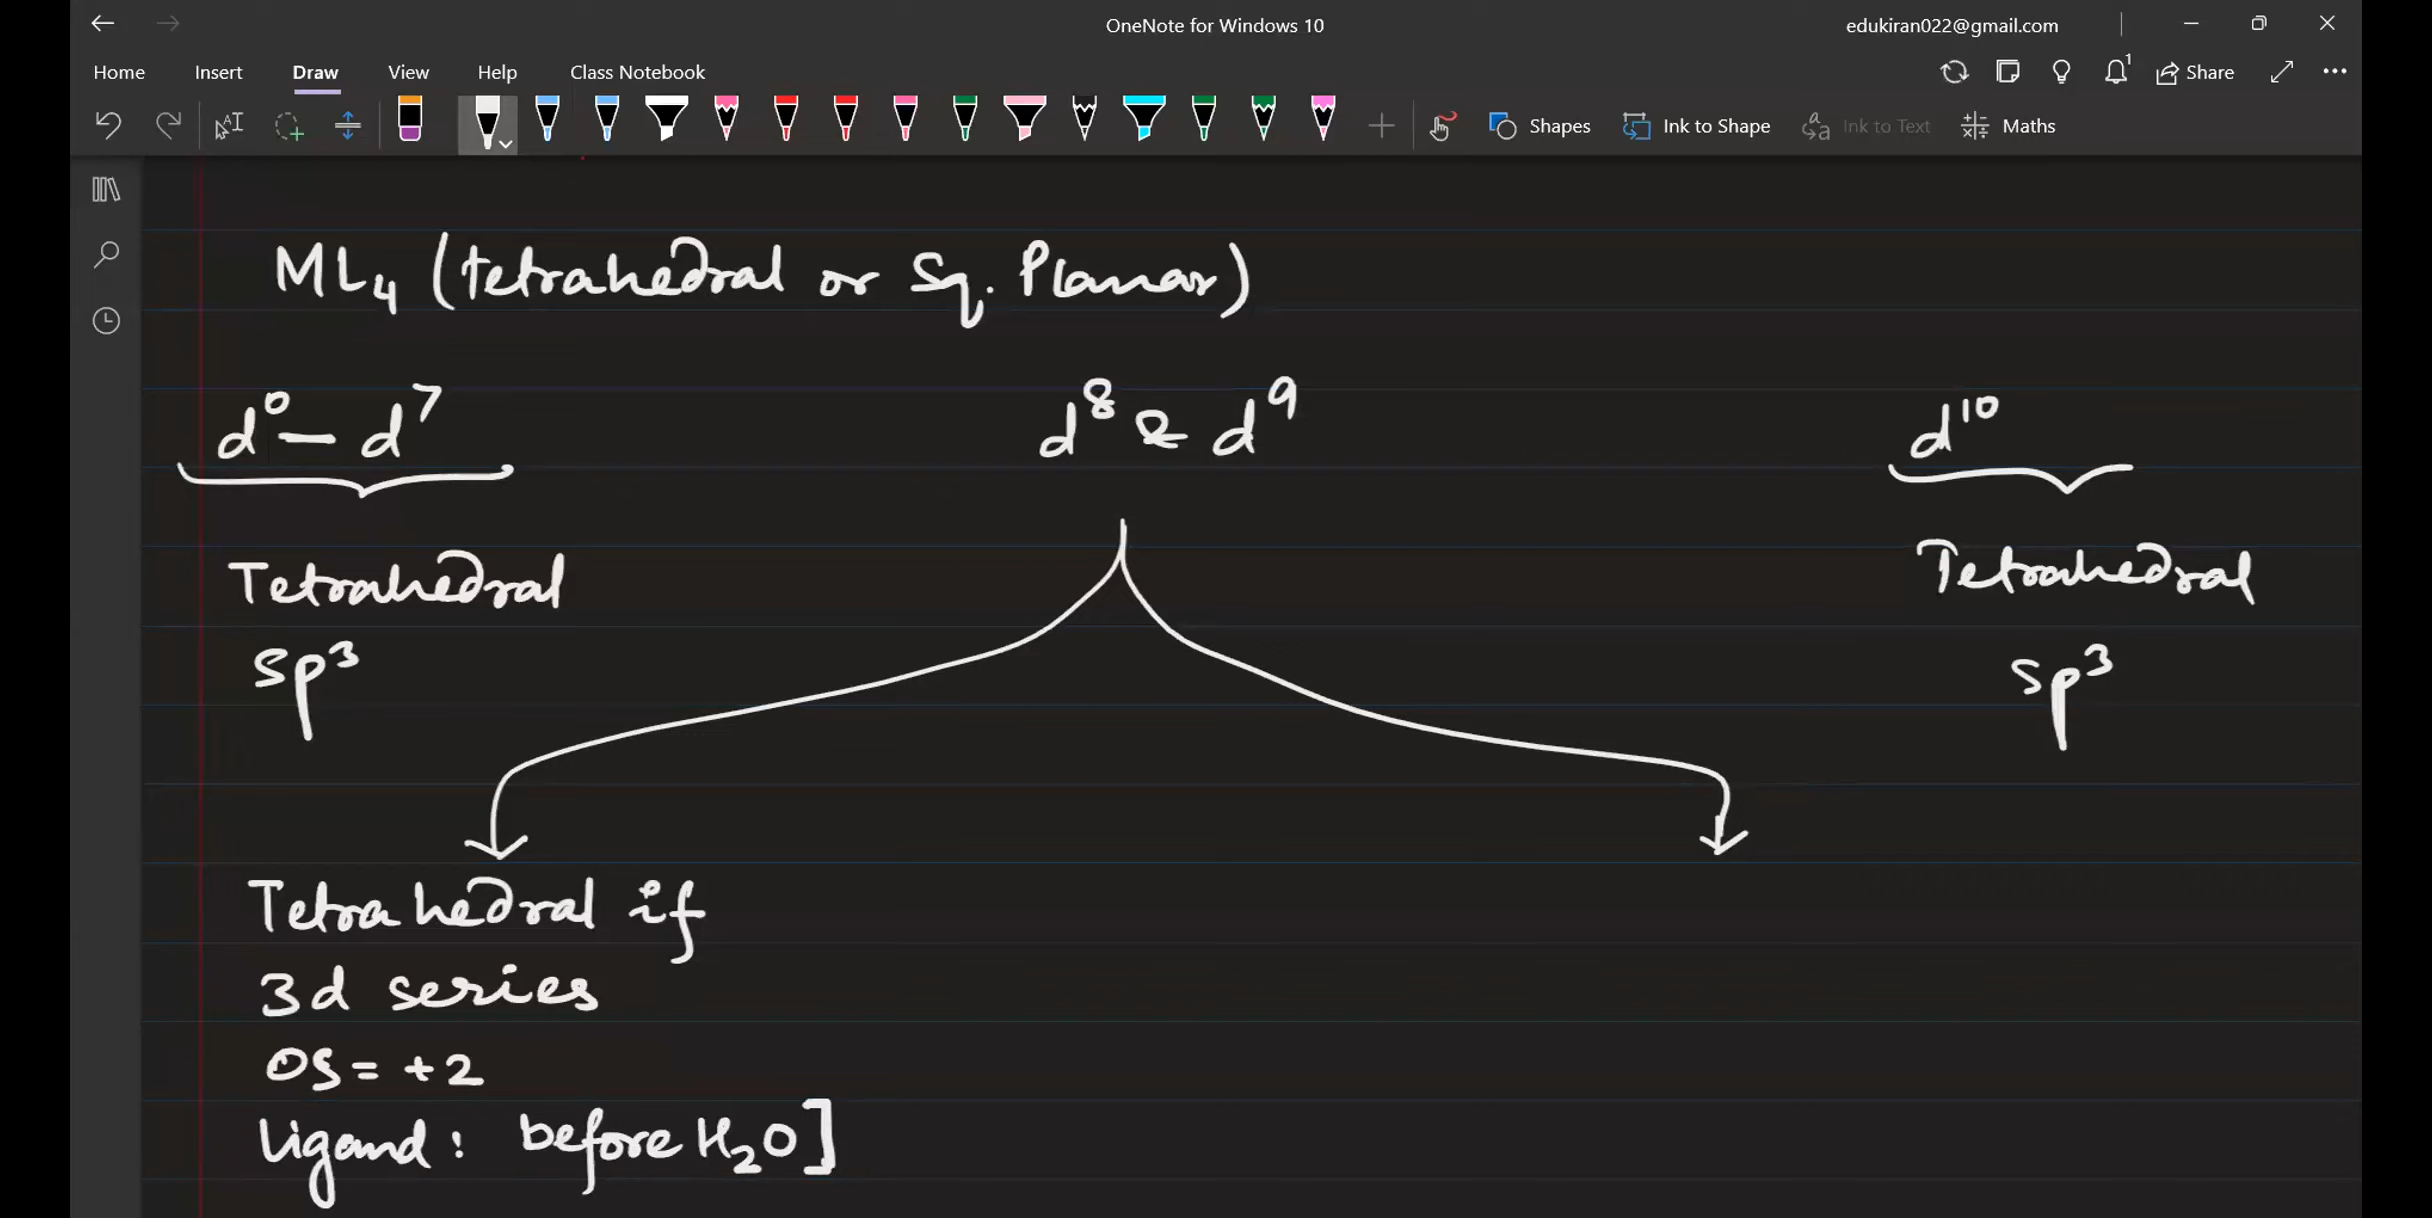 OneNote for Windows 10
edukiran022@gmail.com
Home Insert Draw View Help Class Notebook
1
Share
Shapes
Ink to Shape
Ink to Text
Maths
ML₄ (tetrahedral or Sq. Planar)
d⁰ – d⁷
d⁸ & d⁹
d¹⁰
Tetrahedral
Tetrahedral
sp³
sp³
Tetrahedral if
3d series
OS = +2
Ligand : before H₂O]